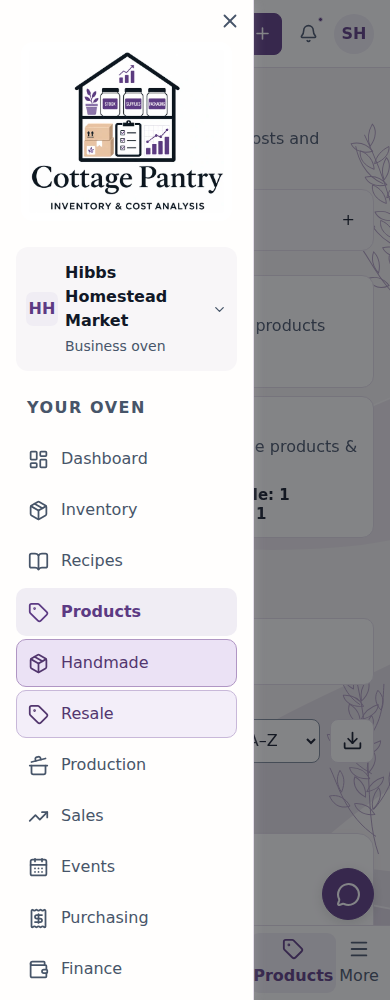 SH
STOCK
SUPPLIES
PACKAGING
Cottage Pantry
INVENTORY & COST ANALYSIS
osts and
+
HH
Hibbs
Homestead
Market
Business oven
products
YOUR OVEN
e products &
Dashboard
le: 1
Inventory
1
Recipes
Products
Handmade
Resale
A–Z
Production
Sales
Events
Purchasing
Finance
Products
More